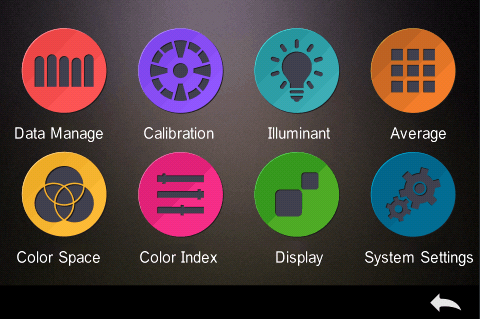 Data Manage
Calibration
Illuminant
Average
Color Space
Color Index
Display
System Settings